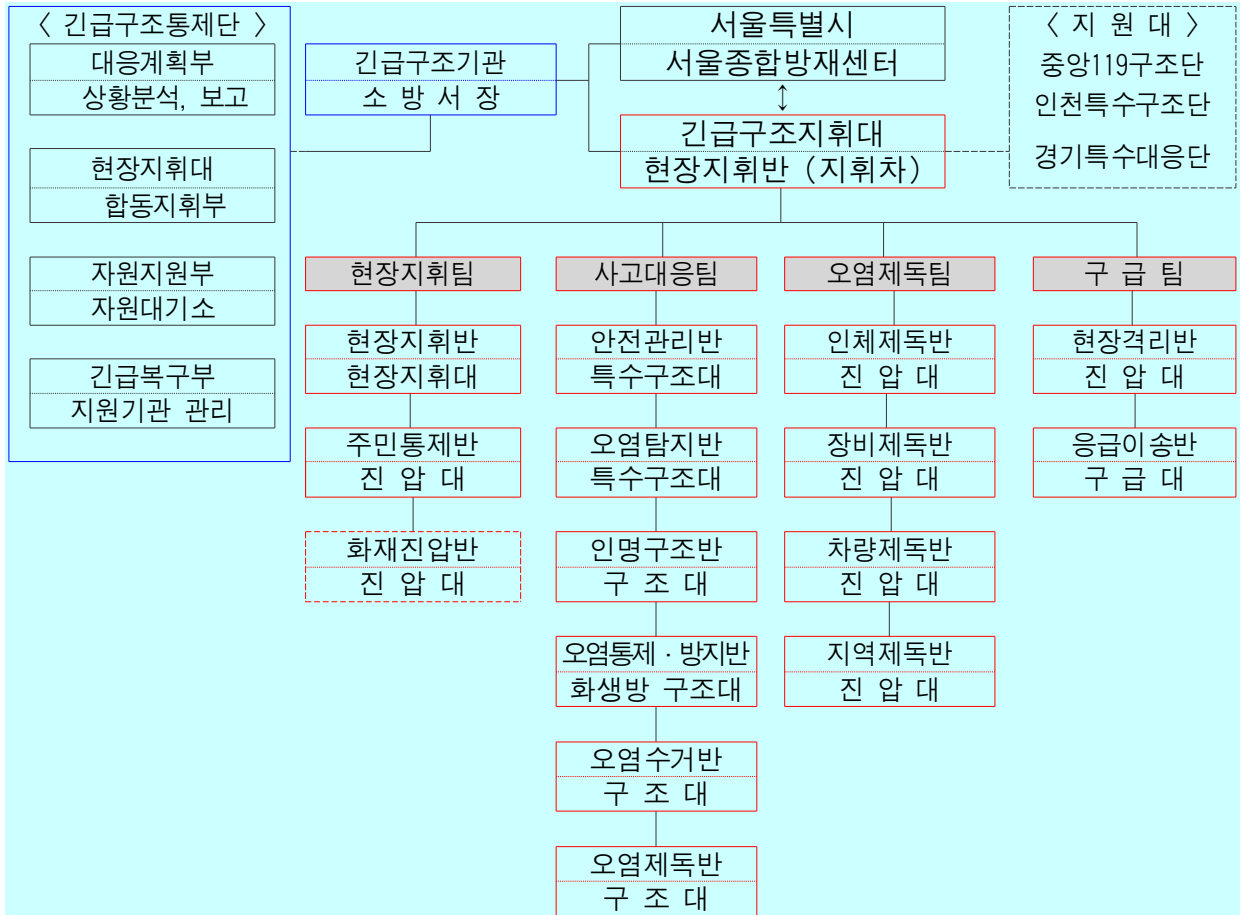 〈 긴급구조통제단 〉
대응계획부
상황분석, 보고
현장지휘대
합동지휘부
자원지원부
자원대기소
긴급복구부
지원기관 관리
긴급구조기관
소 방 서 장
서울특별시
서울종합방재센터
↕
긴급구조지휘대
현장지휘반 (지휘차)
〈 지 원 대 〉
중앙119구조단
인천특수구조단
경기특수대응단
현장지휘팀
현장지휘반
현장지휘대
주민통제반
진 압 대
화재진압반
진 압 대
사고대응팀
안전관리반
특수구조대
오염탐지반
특수구조대
인명구조반
구 조 대
오염통제 · 방지반
화생방 구조대
오염수거반
구 조 대
오염제독반
구 조 대
오염제독팀
인체제독반
진 압 대
장비제독반
진 압 대
차량제독반
진 압 대
지역제독반
진 압 대
구 급 팀
현장격리반
진 압 대
응급이송반
구 급 대